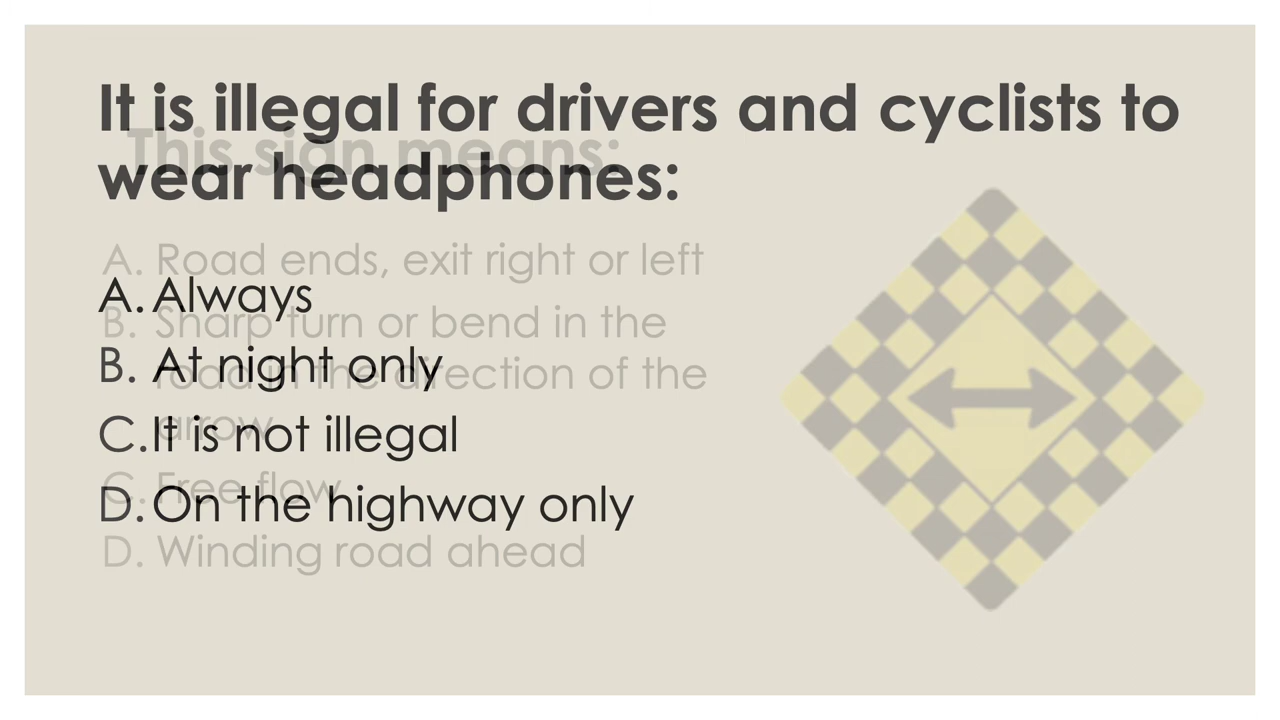 It is illegal for drivers and cyclists to
wear headphones:
A. Always
B. At night only
C. It is not illegal
D. On the highway only
This sign means:
A. Road ends, exit right or left
B. Sharp turn or bend in the
road in the direction of the
arrow
C. Free flow
D. Winding road ahead